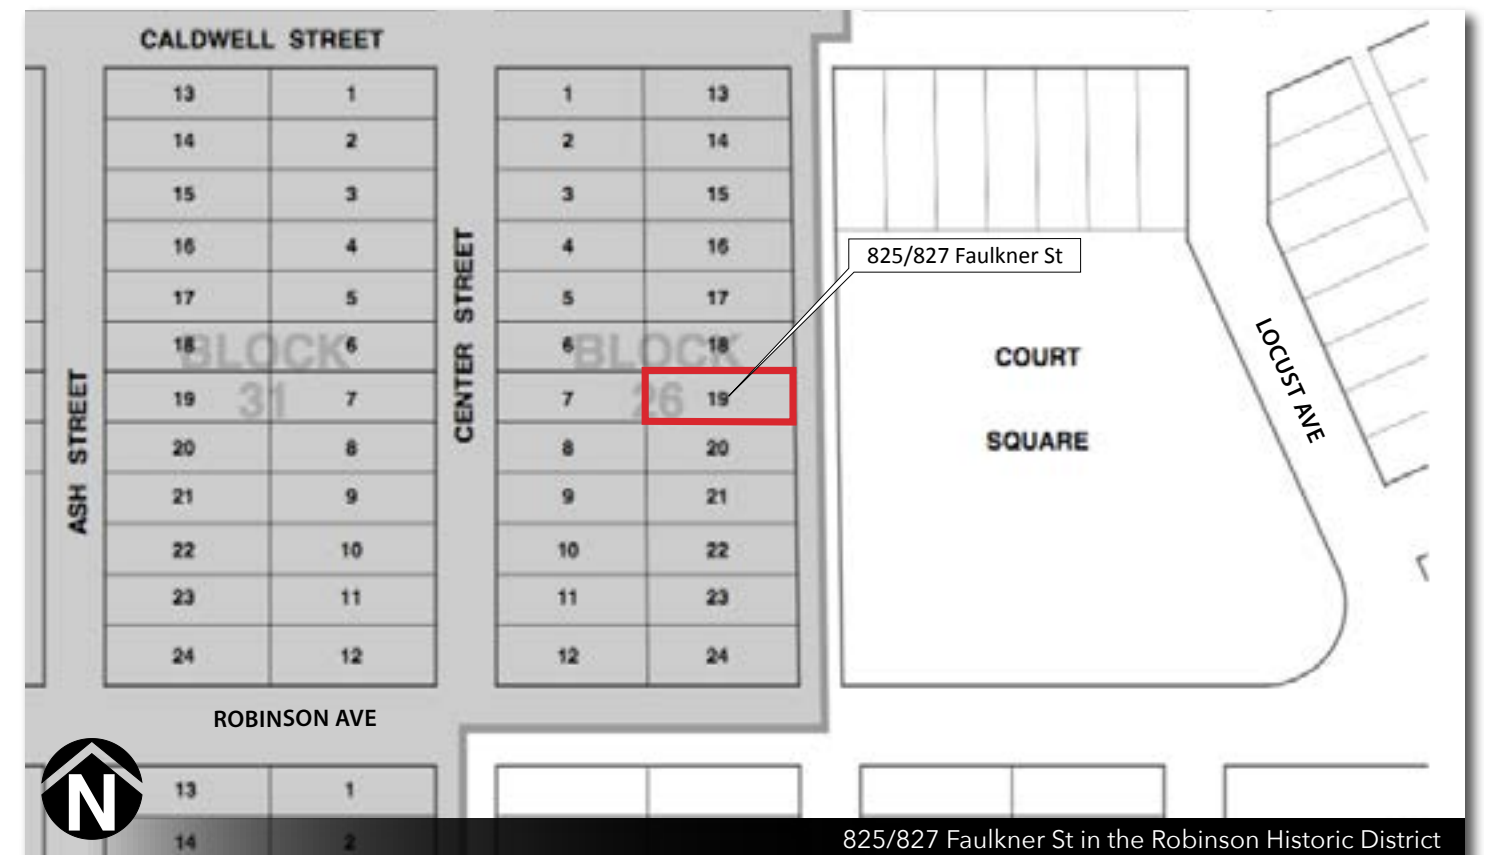 CALDWELL STREET
13 1 1 13
14 2 2 14
15 3 3 15
16 4 4 16
825/827 Faulkner St
17 5 5 17
18 6 6 18
BLOCK BLOCK
31 26
19 7 7 19
20 8 8 20
21 9 9 21
22 10 10 22
23 11 11 23
24 12 12 24
ASH STREET
CENTER STREET
COURT
SQUARE
LOCUST AVE
ROBINSON AVE
N
13 1
14 2
825/827 Faulkner St in the Robinson Historic District